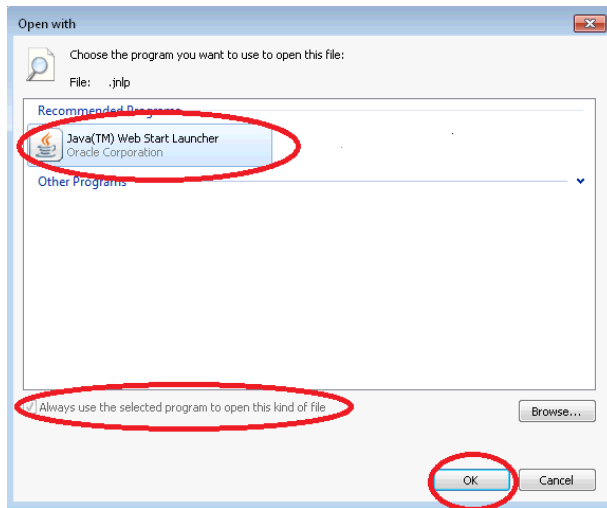 Open with
Choose the program you want to use to open this file:
File: .jnlp
Recommended Programs
Java(TM) Web Start Launcher
Oracle Corporation
Other Programs
Always use the selected program to open this kind of file
Browse...
OK
Cancel